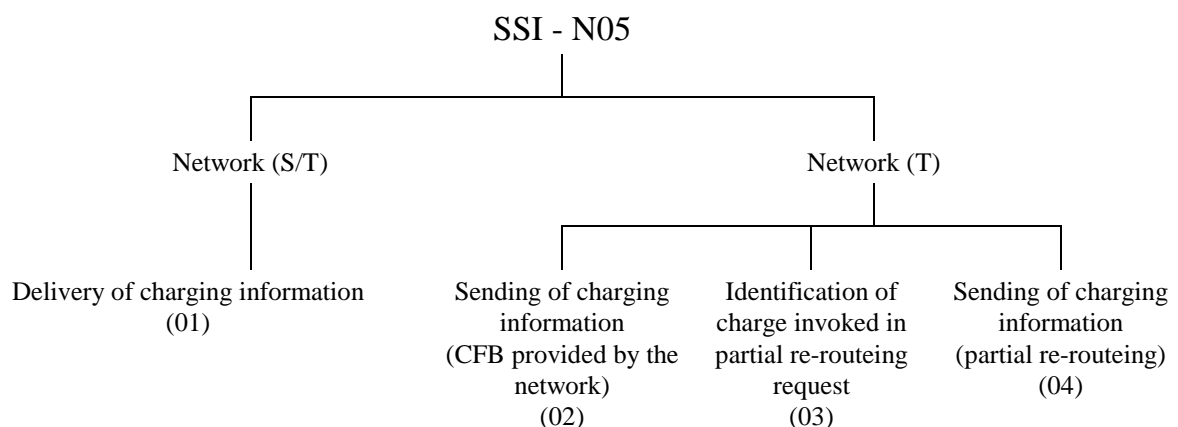 SSI - N05
Network (S/T)
Network (T)
Delivery of charging information
(01)
Sending of charging
information
(CFB provided by the
network)
(02)
Identification of
charge invoked in
partial re-routeing
request
(03)
Sending of charging
information
(partial re-routeing)
(04)